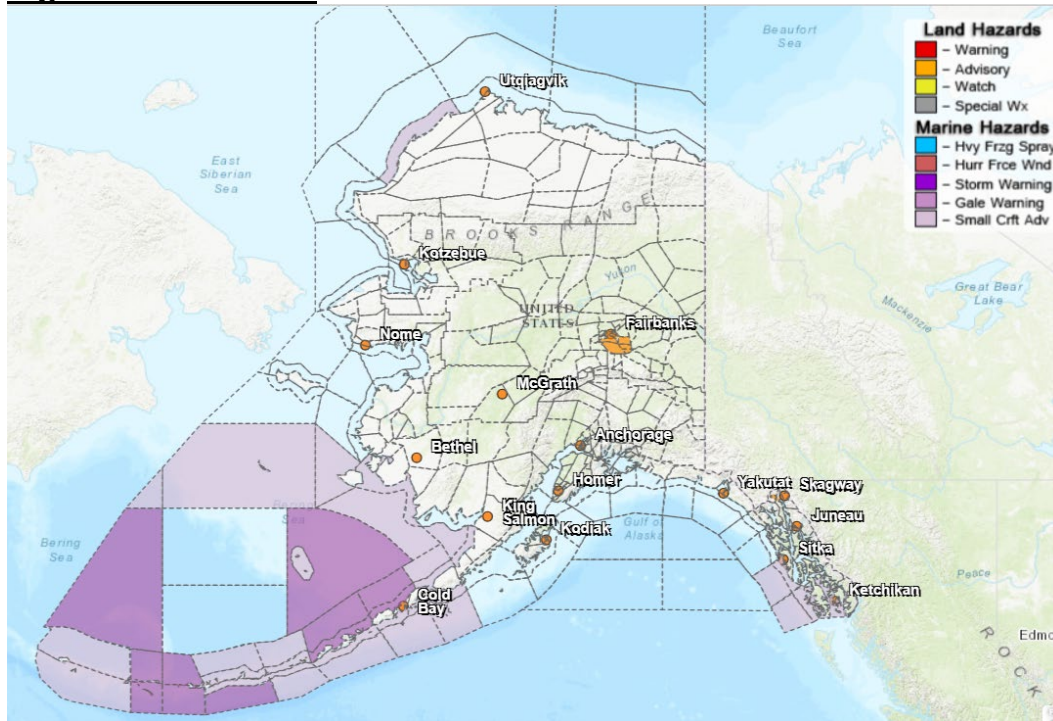 Beaufort
Sea
Land Hazards
– Warning
– Advisory
– Watch
– Special Wx
Marine Hazards
– Hvy Frzg Spray
– Hurr Frce Wnd
– Storm Warning
– Gale Warning
– Small Crft Adv
Utqiagvik
East
Siberian
Sea
BROOKS RANGE
Kotzebue
Yukon
Great Bear
Lake
Mackenzie
UNITED
STATES
Fairbanks
Nome
McGrath
Anchorage
Bethel
Homer
Yakutat
Skagway
King
Salmon
Kodiak
Gulf of
Alaska
Juneau
Sea
Bering
Sea
Sitka
Peace
Ketchikan
Cold
Bay
Edmo
ROCK